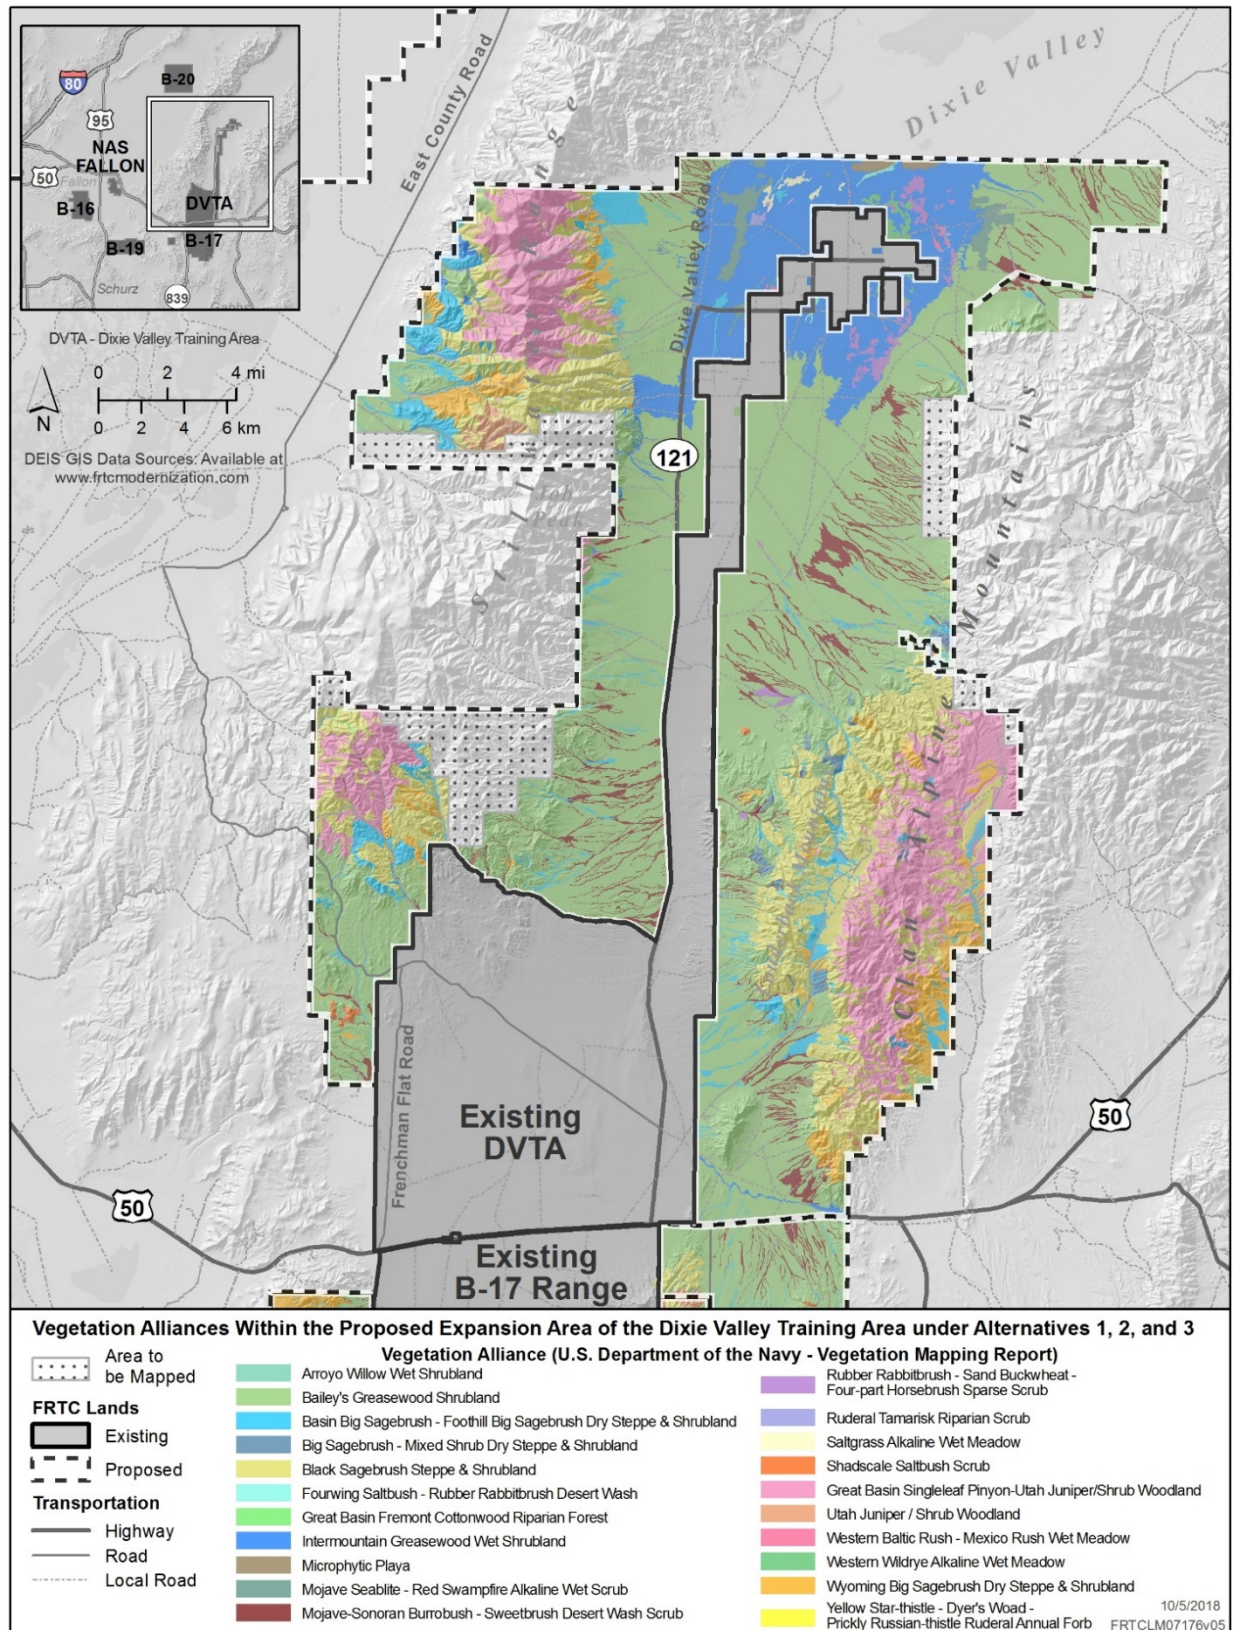 80
B-20
95
NAS
FALLON
50
Fallon
B-16
DVTA
B-19
B-17
Schurz
839
Gabbs
DVTA - Dixie Valley Training Area
0 2 4 mi
N
0 2 4 6 km
DEIS GIS Data Sources: Available at
www.frtcmodernization.com
East County Road
Dixie Valley
Dixie Valley Road
Stillwater Range
Job
Peak
121
Clan Alpine Mountains
Frenchman Flat Road
Existing
DVTA
50
50
Existing
B-17 Range
Vegetation Alliances Within the Proposed Expansion Area of the Dixie Valley Training Area under Alternatives 1, 2, and 3
Vegetation Alliance (U.S. Department of the Navy - Vegetation Mapping Report)
Area to
be Mapped
FRTC Lands
Existing
Proposed
Transportation
Highway
Road
Local Road
Arroyo Willow Wet Shrubland
Bailey's Greasewood Shrubland
Basin Big Sagebrush - Foothill Big Sagebrush Dry Steppe & Shrubland
Big Sagebrush - Mixed Shrub Dry Steppe & Shrubland
Black Sagebrush Steppe & Shrubland
Fourwing Saltbush - Rubber Rabbitbrush Desert Wash
Great Basin Fremont Cottonwood Riparian Forest
Intermountain Greasewood Wet Shrubland
Microphytic Playa
Mojave Seablite - Red Swampfire Alkaline Wet Scrub
Mojave-Sonoran Burrobush - Sweetbrush Desert Wash Scrub
Rubber Rabbitbrush - Sand Buckwheat -
Four-part Horsebrush Sparse Scrub
Ruderal Tamarisk Riparian Scrub
Saltgrass Alkaline Wet Meadow
Shadscale Saltbush Scrub
Great Basin Singleleaf Pinyon-Utah Juniper/Shrub Woodland
Utah Juniper / Shrub Woodland
Western Baltic Rush - Mexico Rush Wet Meadow
Western Wildrye Alkaline Wet Meadow
Wyoming Big Sagebrush Dry Steppe & Shrubland
Yellow Star-thistle - Dyer's Woad -
Prickly Russian-thistle Ruderal Annual Forb
10/5/2018
FRTCLM07176v05